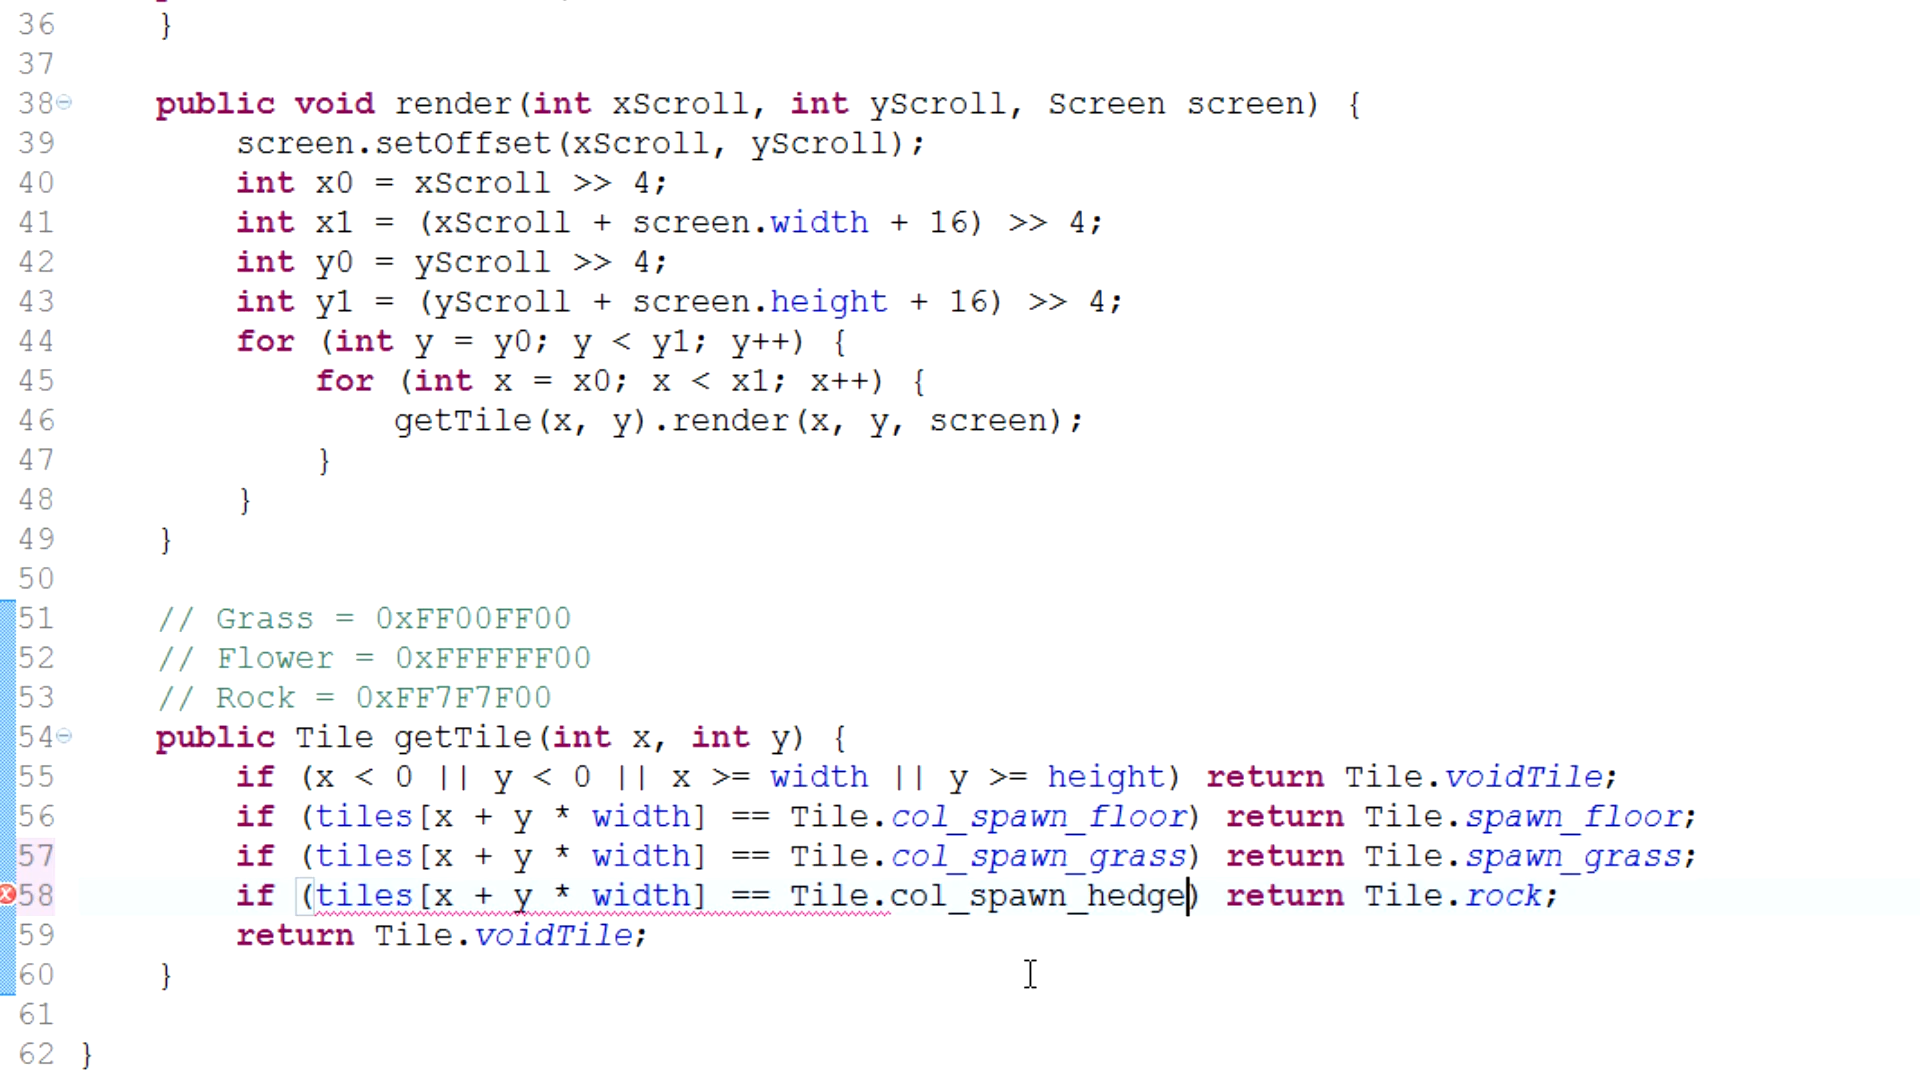 36    }
37
38    public void render(int xScroll, int yScroll, Screen screen) {
39        screen.setOffset(xScroll, yScroll);
40        int x0 = xScroll >> 4;
41        int x1 = (xScroll + screen.width + 16) >> 4;
42        int y0 = yScroll >> 4;
43        int y1 = (yScroll + screen.height + 16) >> 4;
44        for (int y = y0; y < y1; y++) {
45            for (int x = x0; x < x1; x++) {
46                getTile(x, y).render(x, y, screen);
47            }
48        }
49    }
50
51    // Grass = 0xFF00FF00
52    // Flower = 0xFFFFFF00
53    // Rock = 0xFF7F7F00
54    public Tile getTile(int x, int y) {
55        if (x < 0 || y < 0 || x >= width || y >= height) return Tile.voidTile;
56        if (tiles[x + y * width] == Tile.col_spawn_floor) return Tile.spawn_floor;
57        if (tiles[x + y * width] == Tile.col_spawn_grass) return Tile.spawn_grass;
58        if (tiles[x + y * width] == Tile.col_spawn_hedge) return Tile.rock;
59        return Tile.voidTile;
60    }
61
62 }